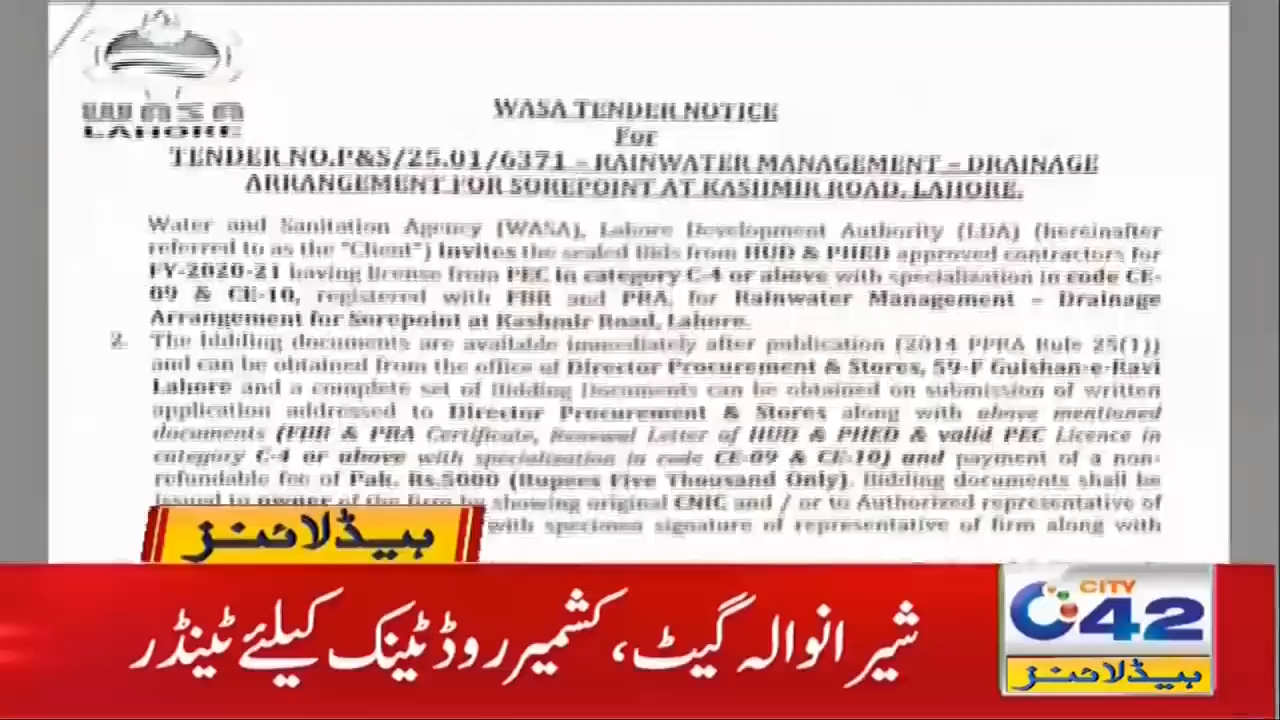 WASA
LAHORE
WASA TENDER NOTICE
For
TENDER NO.P&S/25.01/6371 – RAINWATER MANAGEMENT – DRAINAGE
ARRANGEMENT FOR SOREPOINT AT KASHMIR ROAD, LAHORE.
Water and Sanitation Agency (WASA), Lahore Development Authority (LDA) (hereinafter
referred to as the "Client") Invites the sealed Bids from HUD & PHED approved contractors for
FY-2020-21 having license from PEC in category C-4 or above with specialization in code CE-
09 & CE-10, registered with FBR and PRA, for Rainwater Management – Drainage
Arrangement for Sorepoint at Kashmir Road, Lahore.
2. The bidding documents are available immediately after publication (2014 PPRA Rule 25(1))
and can be obtained from the office of Director Procurement & Stores, 59-F Gulshan-e-Ravi
Lahore and a complete set of Bidding Documents can be obtained on submission of written
application addressed to Director Procurement & Stores along with above mentioned
documents (FBR & PRA Certificate, Renewal Letter of HUD & PHED & valid PEC Licence in
category C-4 or above with specialization in code CE-09 & CE-10) and payment of a non-
refundable fee of Pak. Rs.5000 (Rupees Five Thousand Only). Bidding documents shall be
issued to owner of the firm by showing original CNIC and / or to Authorized representative of
with specimen signature of representative of firm along with
ہیڈلائنز
شیرانوالہ گیٹ، کشمیر روڈ ٹینک کیلئے ٹینڈر
CITY
42
ہیڈلائنز